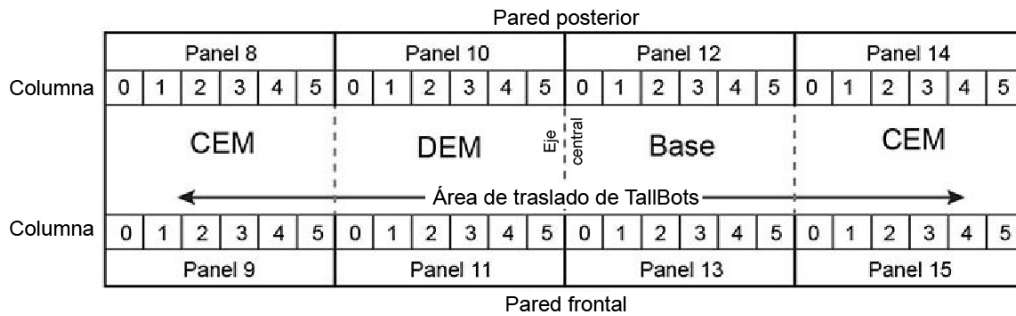 Pared posterior
Panel 8 Panel 10 Panel 12 Panel 14
Columna 0 1 2 3 4 5 0 1 2 3 4 5 0 1 2 3 4 5 0 1 2 3 4 5
CEM DEM Eje central Base CEM
Área de traslado de TallBots
Columna 0 1 2 3 4 5 0 1 2 3 4 5 0 1 2 3 4 5 0 1 2 3 4 5
Panel 9 Panel 11 Panel 13 Panel 15
Pared frontal